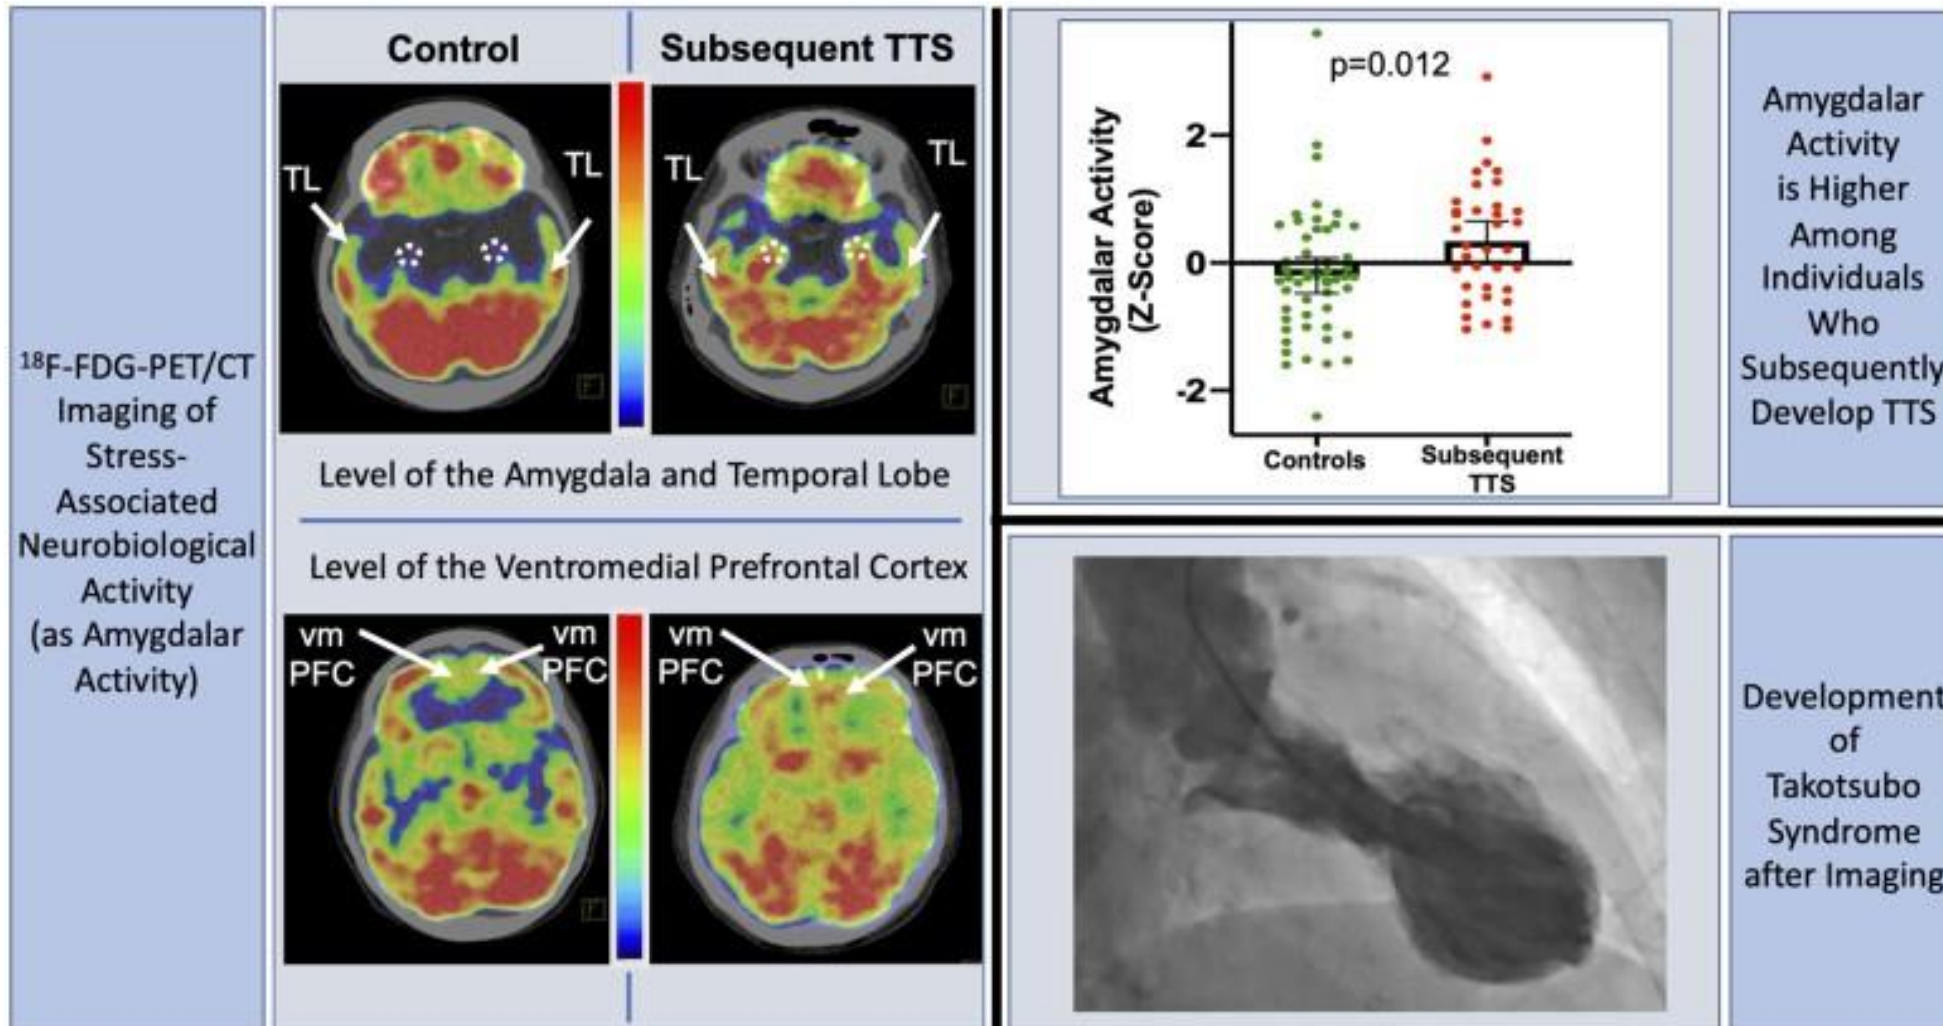 ¹⁸F-FDG-PET/CT
Imaging of
Stress-
Associated
Neurobiological
Activity
(as Amygdalar
Activity)
Control
Subsequent TTS
TL
TL
TL
TL
F
F
Level of the Amygdala and Temporal Lobe
Level of the Ventromedial Prefrontal Cortex
vm
PFC
vm
PFC
vm
PFC
vm
PFC
F
p=0.012
Amygdalar Activity
(Z-Score)
2
0
-2
Controls
Subsequent
TTS
Amygdalar
Activity
is Higher
Among
Individuals
Who
Subsequently
Develop TTS
Development
of
Takotsubo
Syndrome
after Imaging